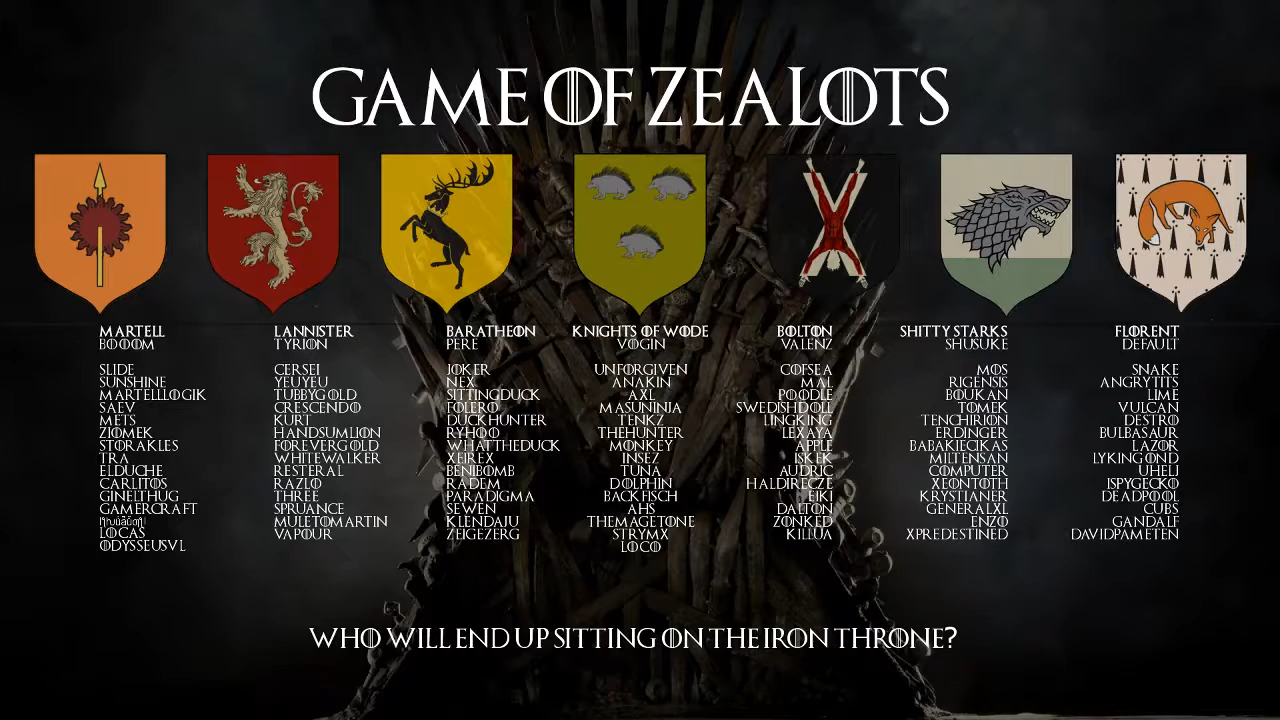 GAME OF ZEALOTS
MARTELL
BOOOM
SLIDE
SUNSHINE
MARTELLLOGIK
SAEV
METS
ZIOMEK
STORAKLES
TRA
ELDUCHE
CARLITOS
GINELTHUG
GAMERCRAFT
LOCAS
ODYSSEUSVL
LANNISTER
TYRION
CERSEI
YEUYEU
TUBBYGOLD
CRESCENDO
KURT
HANDSUMLION
FOREVERGOLD
WHITEWALKER
RESTERAL
RAZLO
THREE
SPRUANCE
MULETOMARTIN
VAPOUR
BARATHEON
PERE
JOKER
NEX
SITTINGDUCK
FOLERO
DUCKHUNTER
RYHOO
WHATTHEDUCK
XEIREX
BENIBOMB
RADEM
PARADIGMA
SEWEN
KLENDAJU
ZEIGEZERG
KNIGHTS OF WODE
VOGIN
UNFORGIVEN
ANAKIN
AXL
MASUNINJA
TENKZ
THEHUNTER
MONKEY
INSEZ
TUNA
DOLPHIN
BACKFISCH
AHS
THEMAGETONE
STRYMX
LOCO
BOLTON
VALENZ
COFSEA
MAL
POODLE
SWEDISHDOLL
LINGKING
LEXAYA
APPLE
ISKEK
AUDRIC
HALDIRECZE
EIKI
DALTON
ZONKED
KILLUA
SHITTY STARKS
SHUSUKE
MOS
RIGENSIS
BOUKAN
TOMEK
TENCHIRION
ERDINGER
BABAKIECRAS
MILTENSAN
COMPUTER
XEONTOTH
KRYSTIANER
GENERALXL
ENZO
XPREDESTINED
FLORENT
DEFAULT
SNAKE
ANGRYTITS
LIME
VULCAN
DESTRO
BULBASAUR
LAZOR
LYKINGOND
UHELJ
ISPYGECKO
DEADPOOL
CUBS
GANDALF
DAVIDPAMETEN
WHO WILL END UP SITTING ON THE IRON THRONE?